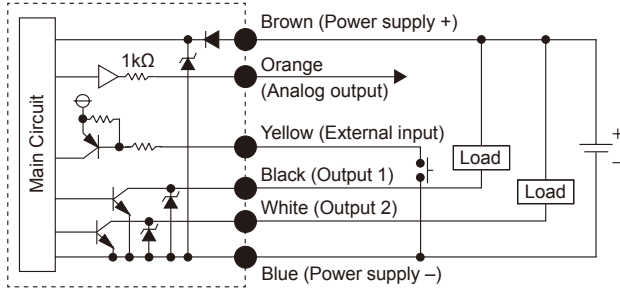 Brown (Power supply +)
1kΩ
Orange
(Analog output)
Yellow (External input)
Main Circuit
Load
+
–
Black (Output 1)
Load
White (Output 2)
Blue (Power supply –)